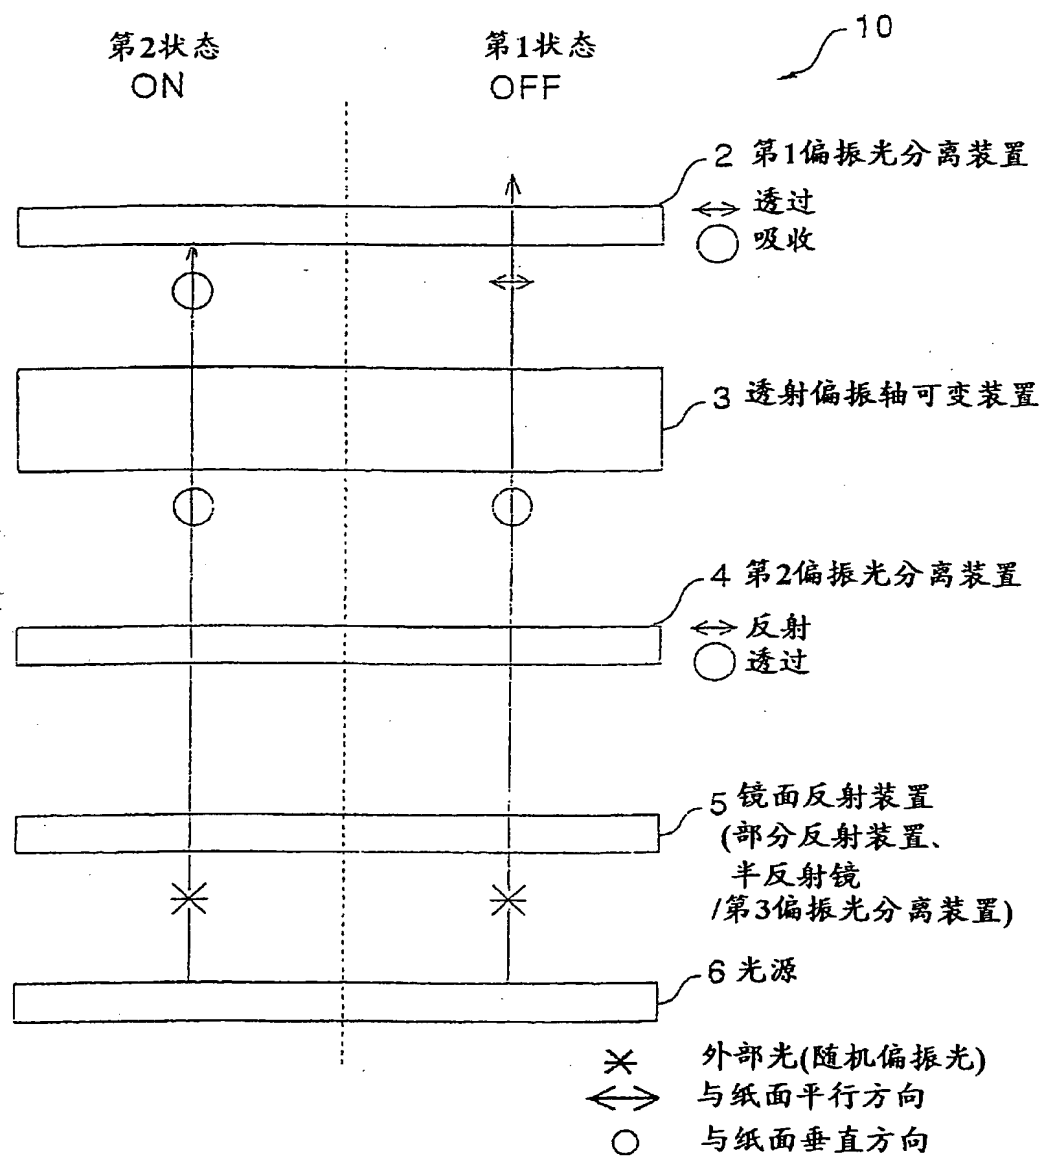 第2状态
ON
第1状态
OFF
10
2 第1偏振光分离装置
透过
吸收
3 透射偏振轴可变装置
4 第2偏振光分离装置
反射
透过
5 镜面反射装置
(部分反射装置、
半反射镜
/第3偏振光分离装置)
6 光源
外部光(随机偏振光)
与纸面平行方向
与纸面垂直方向